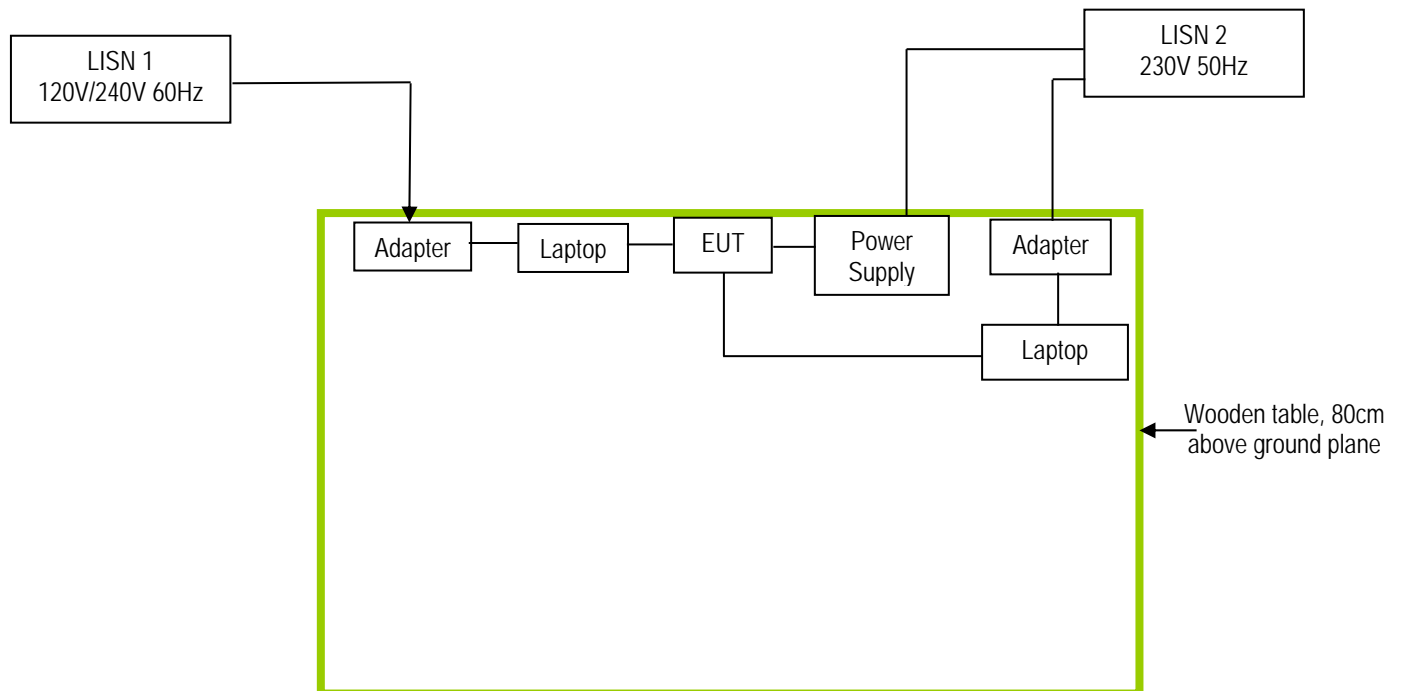 LISN 1
120V/240V 60Hz
LISN 2
230V 50Hz
Adapter
Laptop
EUT
Power
Supply
Adapter
Laptop
Wooden table, 80cm
above ground plane